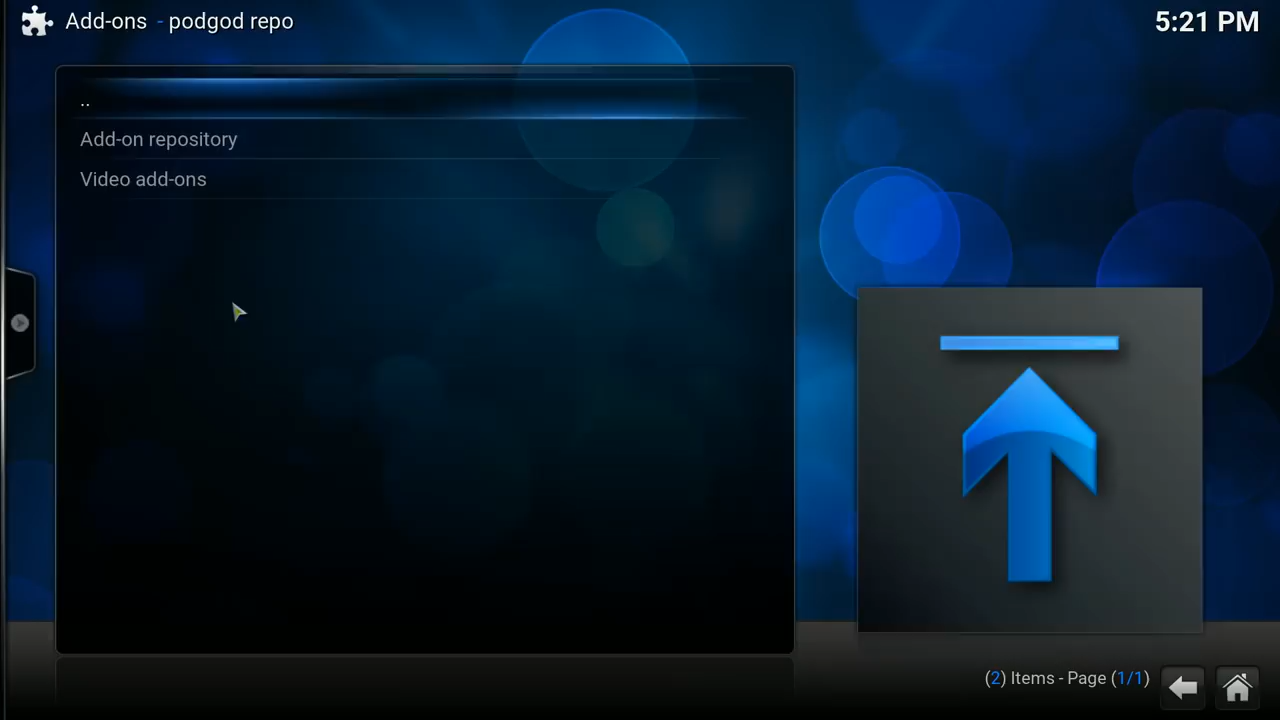 Add-ons - podgod repo
5:21 PM
..
Add-on repository
Video add-ons
(2) Items - Page (1/1)